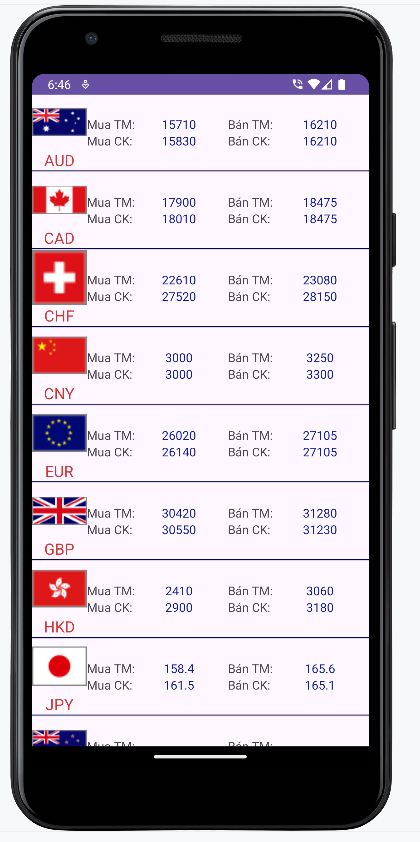 6:46
Mua TM: 15710 Bán TM: 16210
Mua CK: 15830 Bán CK: 16210
AUD
Mua TM: 17900 Bán TM: 18475
Mua CK: 18010 Bán CK: 18475
CAD
Mua TM: 22610 Bán TM: 23080
Mua CK: 27520 Bán CK: 28150
CHF
Mua TM: 3000 Bán TM: 3250
Mua CK: 3000 Bán CK: 3300
CNY
Mua TM: 26020 Bán TM: 27105
Mua CK: 26140 Bán CK: 27105
EUR
Mua TM: 30420 Bán TM: 31280
Mua CK: 30550 Bán CK: 31230
GBP
Mua TM: 2410 Bán TM: 3060
Mua CK: 2900 Bán CK: 3180
HKD
Mua TM: 158.4 Bán TM: 165.6
Mua CK: 161.5 Bán CK: 165.1
JPY
Mua TM: Bán TM: